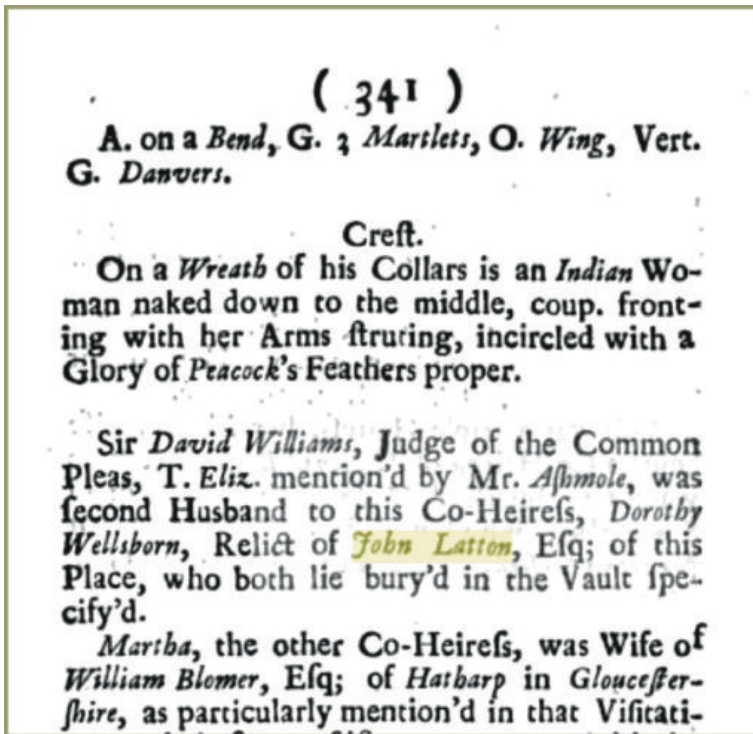 ( 341 )
A. on a Bend, G. 3 Martlets, O. Wing, Vert.
G. Danvers.
Creſt.
On a Wreath of his Collars is an Indian Wo-
man naked down to the middle, coup. front-
ing with her Arms ſtruting, incircled with a
Glory of Peacock's Feathers proper.
Sir David Williams, Judge of the Common
Pleas, T. Eliz. mention'd by Mr. Aſhmole, was
ſecond Husband to this Co-Heireſs, Dorothy
Wellsborn, Relict of John Latton, Eſq; of this
Place, who both lie bury'd in the Vault ſpe-
cify'd.
Martha, the other Co-Heireſs, was Wife of
William Blomer, Eſq; of Hatharp in Glouceſter-
ſhire, as particularly mention'd in that Viſitati-